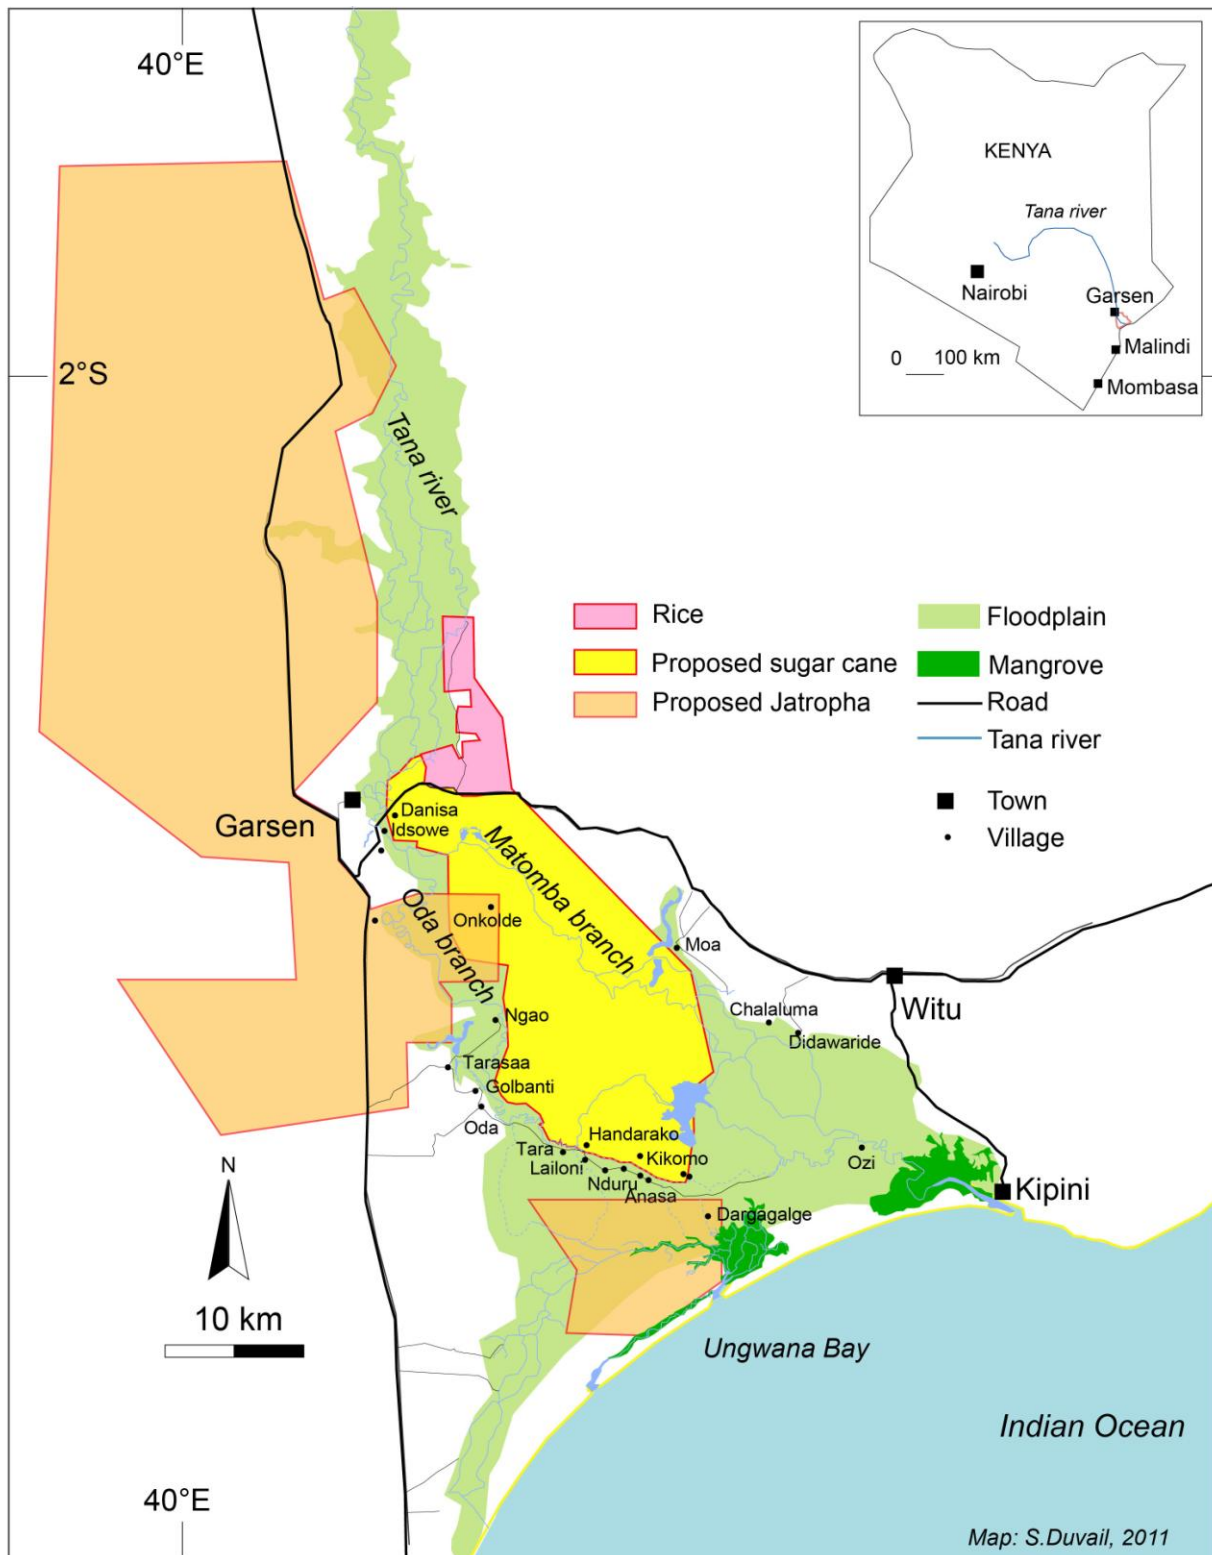 40°E
KENYA
Tana river
Nairobi
Garsen
Malindi
0 100 km
Mombasa
2°S
Tana river
Rice
Proposed sugar cane
Proposed Jatropha
Floodplain
Mangrove
Road
Tana river
Town
Village
Garsen
Danisa
Idsowe
Matomba branch
Oda branch
Onkolde
Moa
Witu
Ngao
Chalaluma
Didawaride
Tarasaa
Golbanti
Oda
Handarako
Tara
Lailoni
Kikomo
Nduru
Anasa
Ozi
Kipini
Dargagalge
N
10 km
Ungwana Bay
Indian Ocean
40°E
Map: S.Duvail, 2011